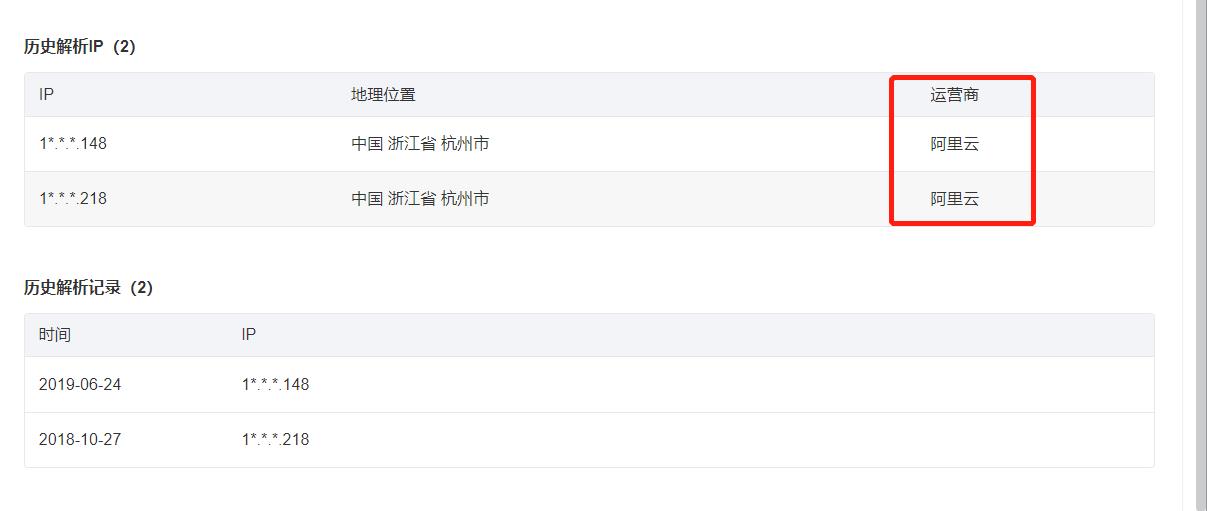 历史解析IP（2）
IP 地理位置 运营商
1*.*.*.148 中国 浙江省 杭州市 阿里云
1*.*.*.218 中国 浙江省 杭州市 阿里云
历史解析记录（2）
时间 IP
2019-06-24 1*.*.*.148
2018-10-27 1*.*.*.218